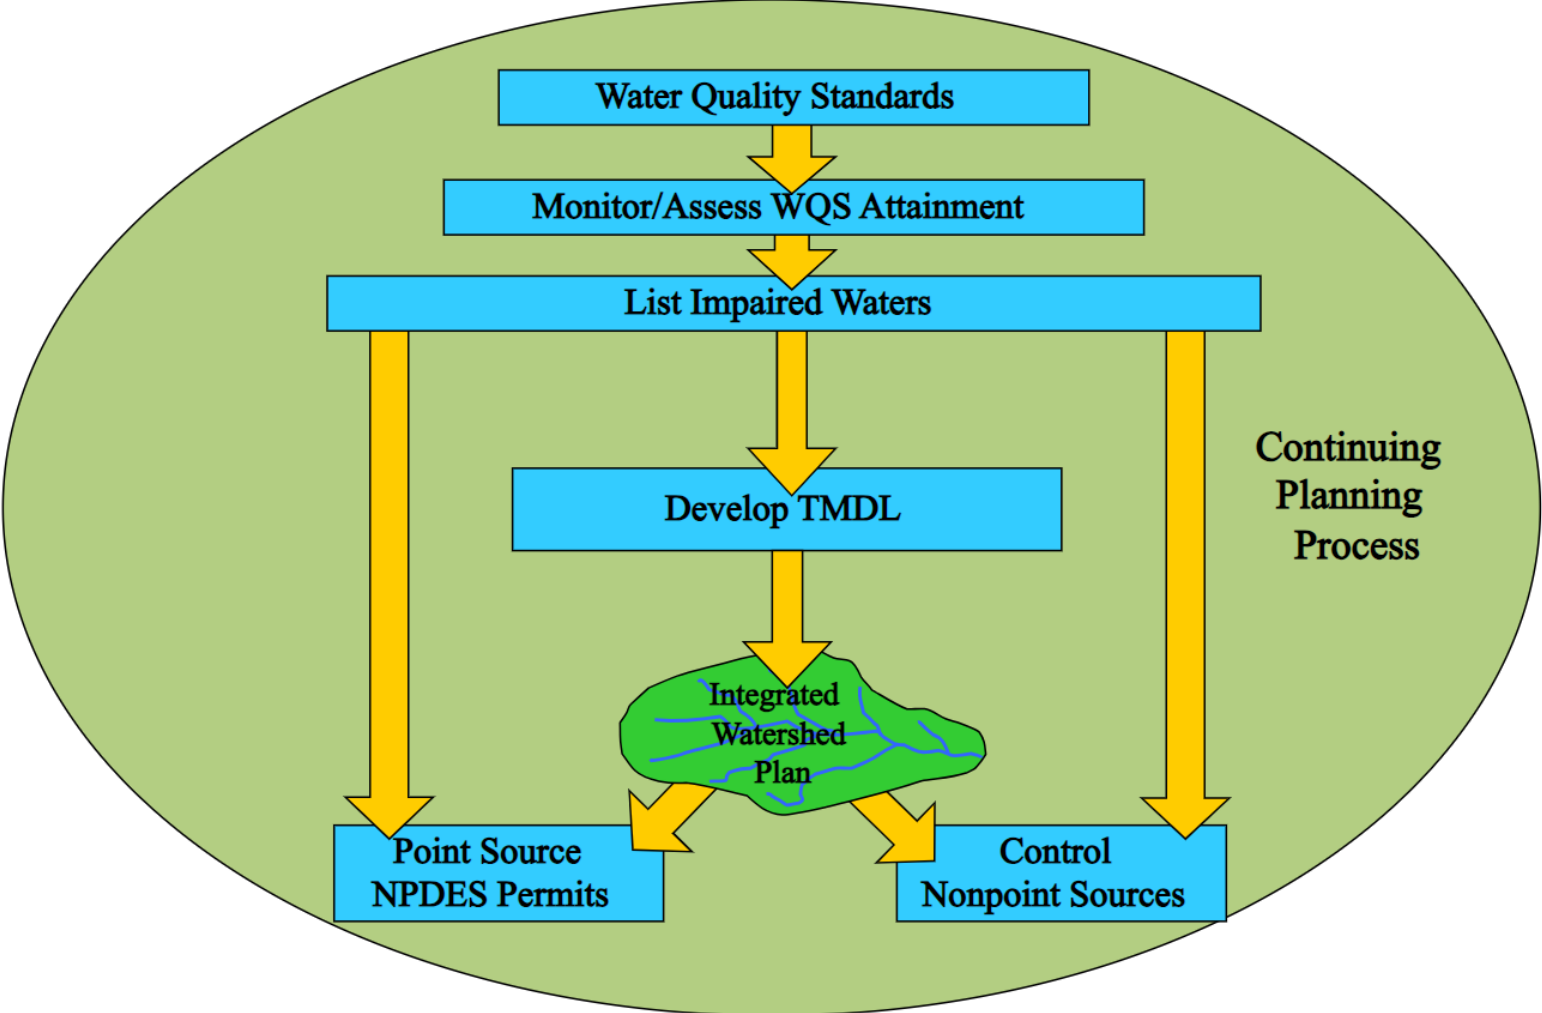 Water Quality Standards
Monitor/Assess WQS Attainment
List Impaired Waters
Continuing
Planning
Process
Develop TMDL
Integrated
Watershed
Plan
Point Source
NPDES Permits
Control
Nonpoint Sources